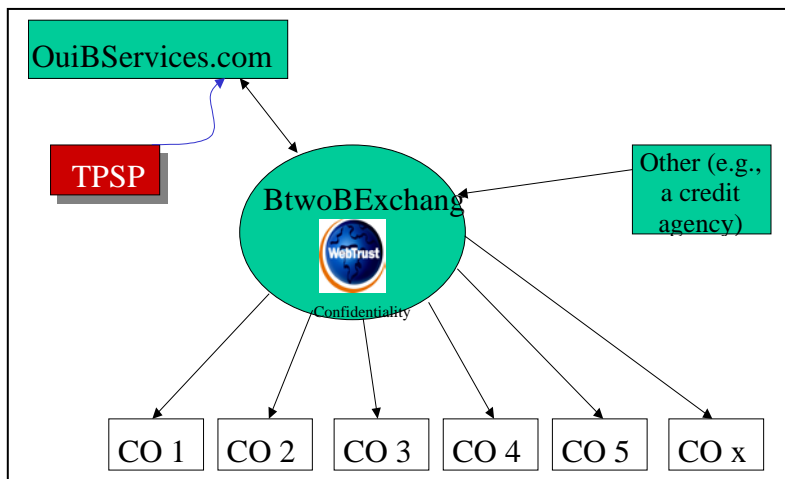 OuiBServices.com
TPSP
Other (e.g.,
a credit
agency)
BtwoBExchang
WebTrust
Confidentiality
CO 1
CO 2
CO 3
CO 4
CO 5
CO x